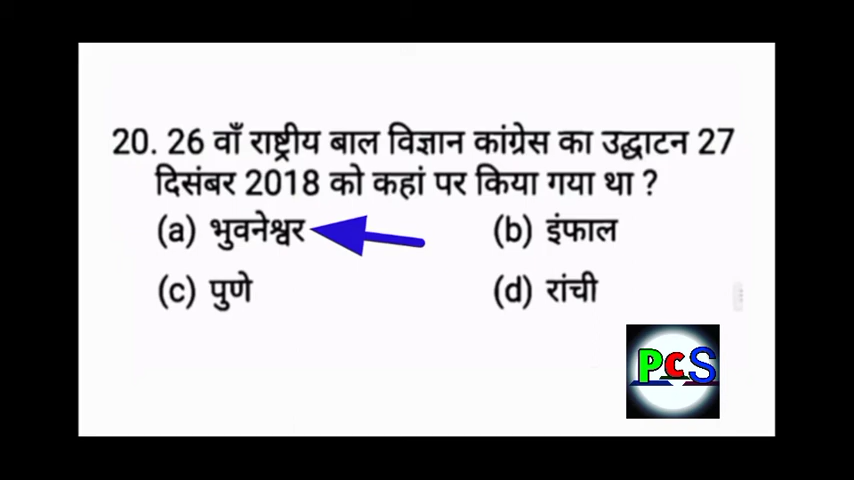 20. 26 वाँ राष्ट्रीय बाल विज्ञान कांग्रेस का उद्घाटन 27
दिसंबर 2018 को कहां पर किया गया था ?
(a) भुवनेश्वर (b) इंफाल
(c) पुणे (d) रांची
PCS